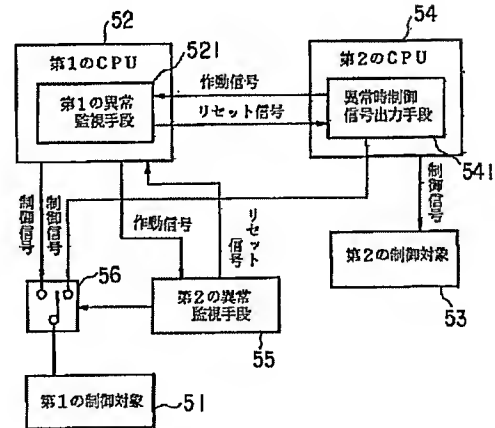 52
54
第1のCPU
521
第2のCPU
第1の異常
監視手段
作動信号
リセット信号
異常時制御
信号出力手段
541
制御信号
制御信号
作動信号
リセット
信号
制御信号
56
第2の異常
監視手段
55
第2の制御対象
53
第1の制御対象
51